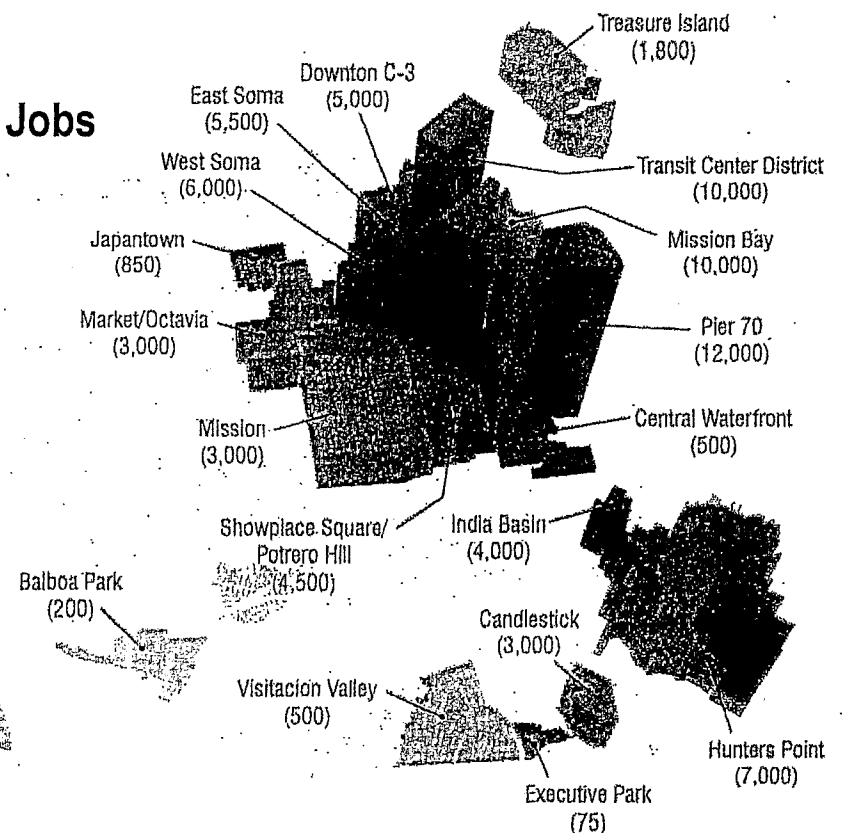 Jobs
Treasure Island
(1,800)
Downton C-3
(5,000)
East Soma
(5,500)
West Soma
(6,000)
Transit Center District
(10,000)
Japantown
(850)
Mission Bay
(10,000)
Market/Octavia
(3,000)
Pier 70
(12,000)
Mission
(3,000)
Central Waterfront
(500)
Showplace Square/
Potrero Hill
(4,500)
India Basin
(4,000)
Balboa Park
(200)
Candlestick
(3,000)
Visitacion Valley
(500)
Hunters Point
(7,000)
Executive Park
(75)